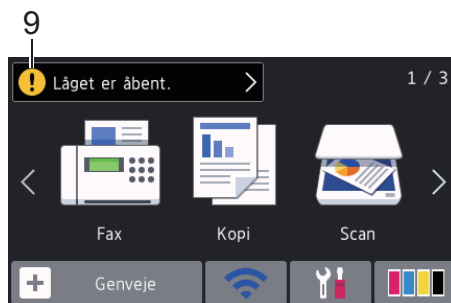 9
! Låget er åbent.
1 / 3
Fax Kopi Scan
+ Genveje